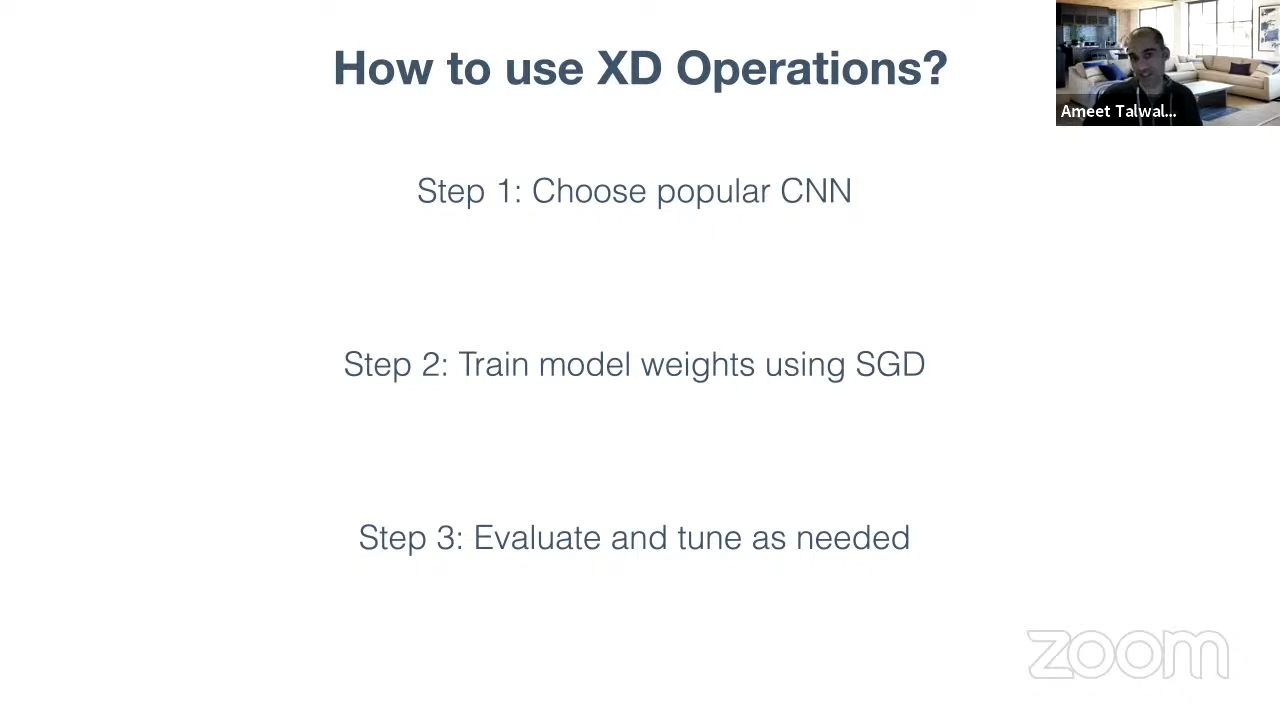 How to use XD Operations?
Ameet Talwal...
Step 1: Choose popular CNN
Step 2: Train model weights using SGD
Step 3: Evaluate and tune as needed
zoom